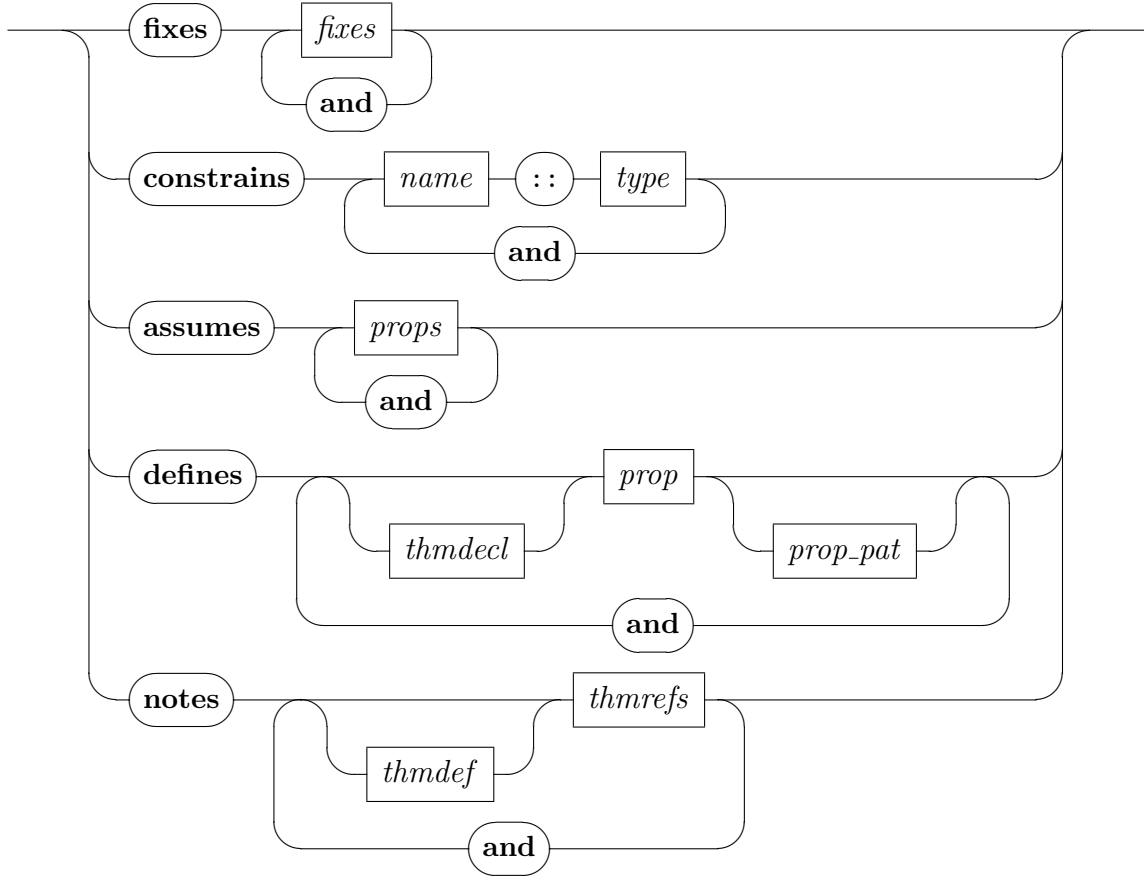 fixes fixes
and
constrains name :: type
and
assumes props
and
defines prop
thmdecl prop_pat
and
notes thmrefs
thmdef
and